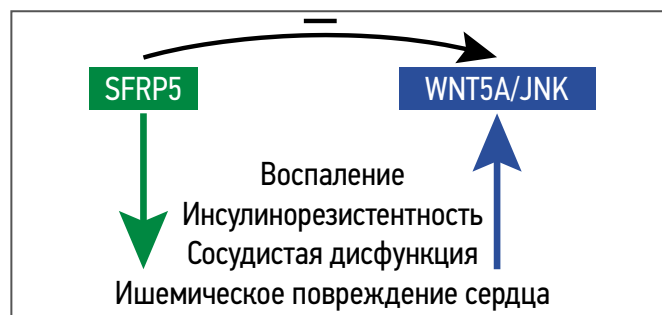 –
SFRP5 WNT5A/JNK
Воспаление
Инсулинорезистентность
Сосудистая дисфункция
Ишемическое повреждение сердца